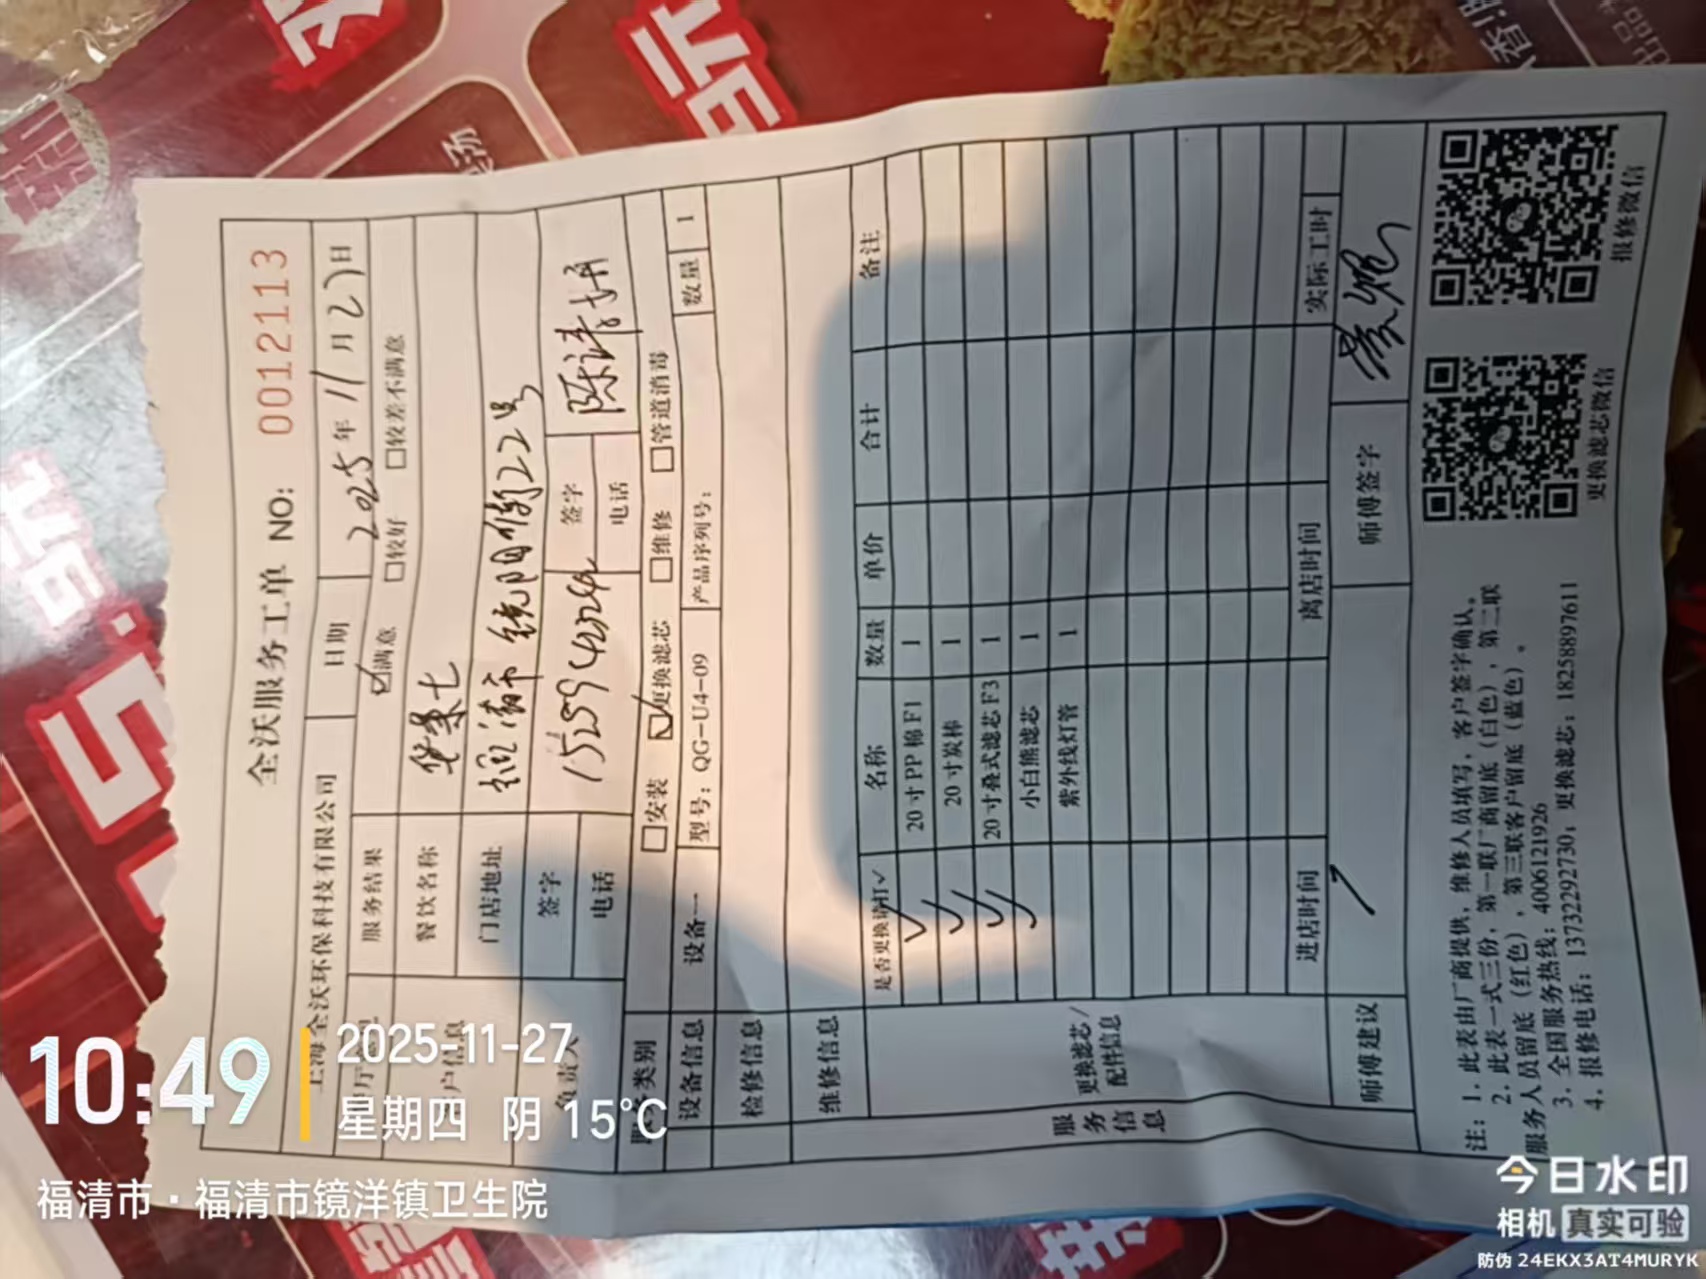 全沃服务工单 NO: 0012113
上海全沃环保科技有限公司 日期 2025年11月27日
服务结果 ☑满意 □较好 □较差不满意
餐饮名称 华莱士
门店地址 福清市镜阳街22号
签字 签字
电话 电话
□安装 ☑更换滤芯 □维修 □管道消毒
设备信息 设备一 型号：QG-U4-09 产品序列号： 数量 1
检修信息
维修信息
服务信息
更换滤芯/配件信息
是否更换请打✓ 名称 数量 单价 合计 备注
✓ 20寸PP棉F1 1
✓ 20寸炭棒 1
✓ 20寸叠式滤芯F3 1
✓ 小白熊滤芯 1
紫外线灯管 1
进店时间 离店时间 实际工时
师傅建议 师傅签字
注：1. 此表由厂商提供，维修人员填写，客户签字确认。
2. 此表一式三份，第一联厂商留底（白色），第二联
服务人员留底（红色），第三联客户留底（蓝色）。
3. 全国服务热线：4006121926
4. 报修电话：13732292730；更换滤芯：18258897611
更换滤芯微信
报修微信
10:49
2025-11-27
星期四 阴 15℃
福清市·福清市镜洋镇卫生院
今日水印
相机 真实可验
防伪 24EKX3AT4MURYK